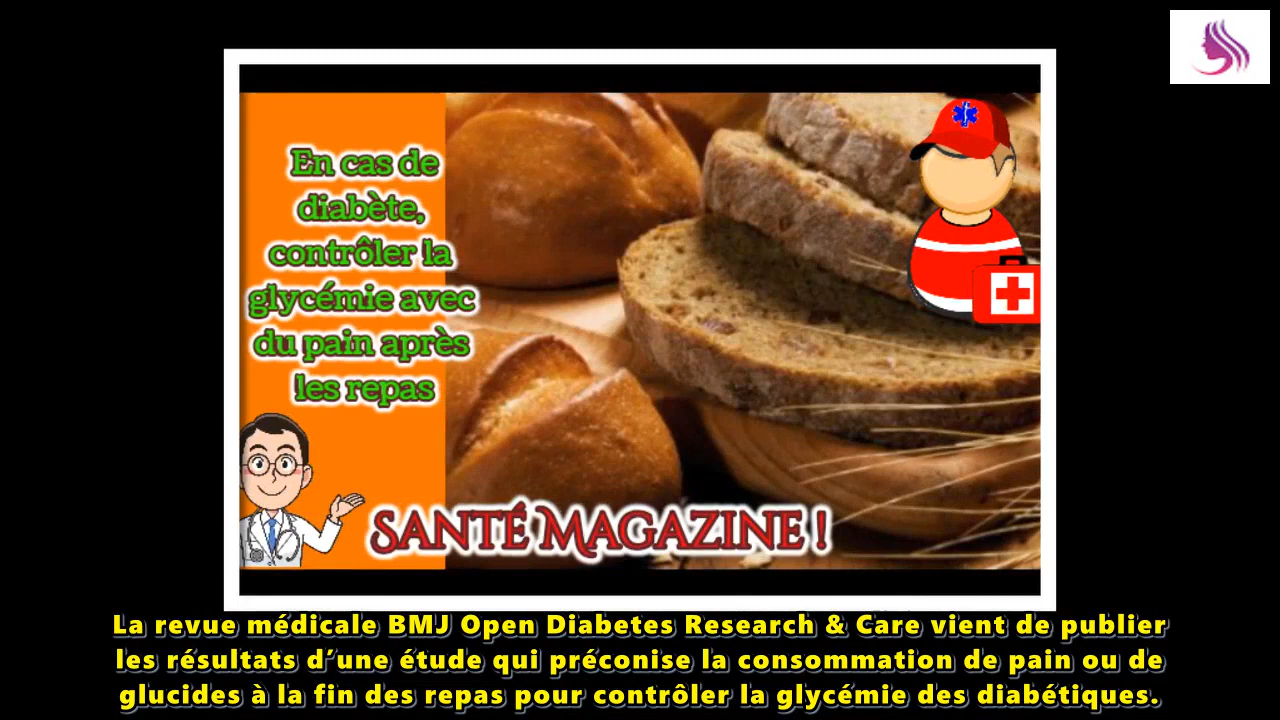 En cas de
diabète,
contrôler la
glycémie avec
du pain après
les repas
SANTÉ MAGAZINE !
La revue médicale BMJ Open Diabetes Research & Care vient de publier
les résultats d’une étude qui préconise la consommation de pain ou de
glucides à la fin des repas pour contrôler la glycémie des diabétiques.